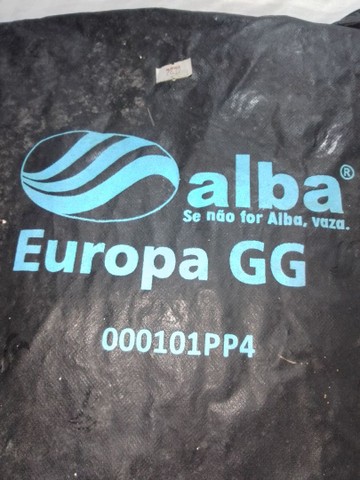 alba®
Se não for Alba, vaza.
Europa GG
000101PP4